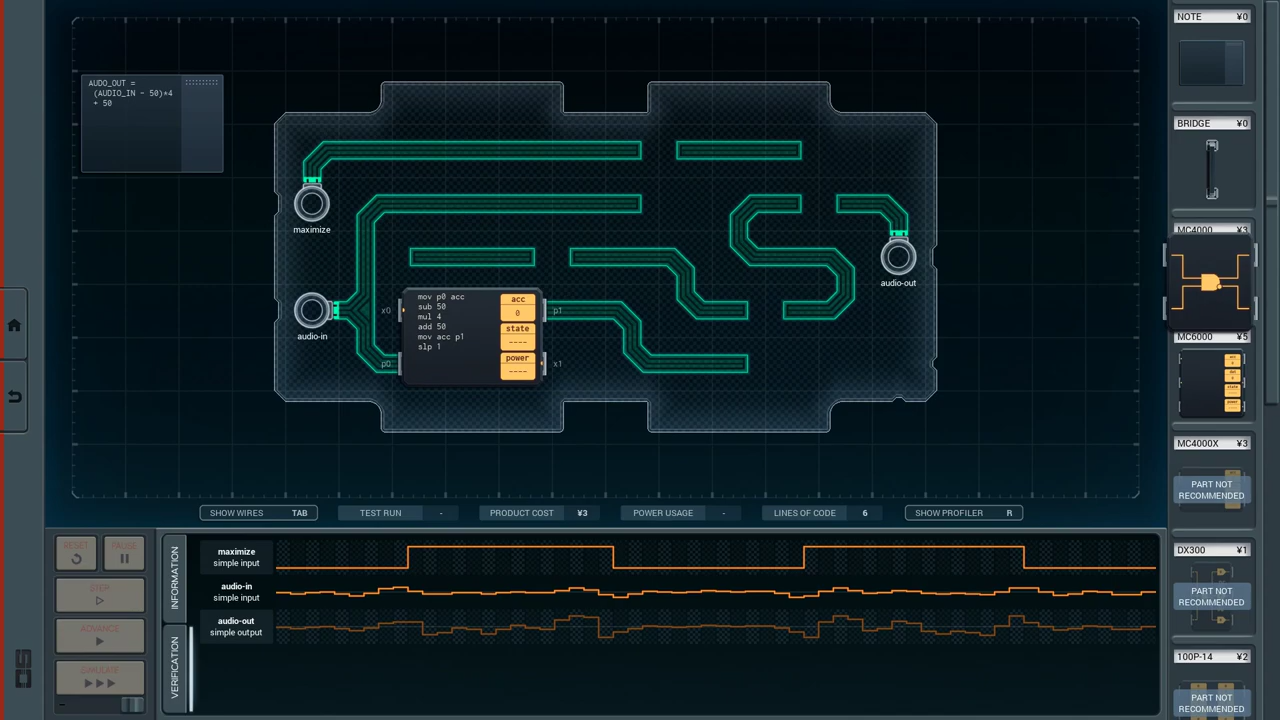 NOTE ¥0
AUDO_OUT =
(AUDIO_IN - 50)*4
+ 50
BRIDGE ¥0
maximize
MC4000 ¥3
audio-out
x0
mov p0 acc
sub 50
mul 4
add 50
mov acc p1
slp 1
acc
0
state
----
power
----
p1
audio-in
p0
x1
MC6000 ¥5
MC4000X ¥3
PART NOT
RECOMMENDED
SHOW WIRES TAB
TEST RUN -
PRODUCT COST ¥3
POWER USAGE -
LINES OF CODE 6
SHOW PROFILER R
DX300 ¥1
PART NOT
RECOMMENDED
100P-14 ¥2
PART NOT
RECOMMENDED
RESET
PAUSE
STEP
ADVANCE
SIMULATE
INFORMATION
VERIFICATION
maximize
simple input
audio-in
simple input
audio-out
simple output